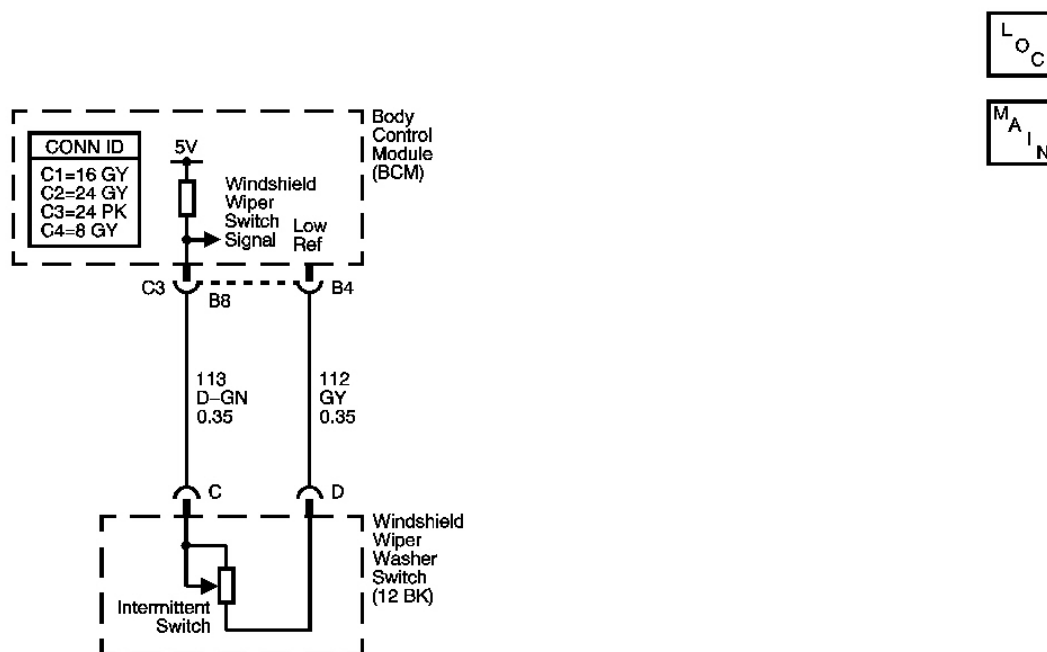 L
O
C
M
A
I
N
Body
Control
Module
(BCM)
CONN ID
C1=16 GY
C2=24 GY
C3=24 PK
C4=8 GY
5V
Windshield
Wiper
Switch
Signal
Low
Ref
C3
B8
B4
113
D-GN
0.35
112
GY
0.35
C
D
Windshield
Wiper
Washer
Switch
(12 BK)
Intermittent
Switch